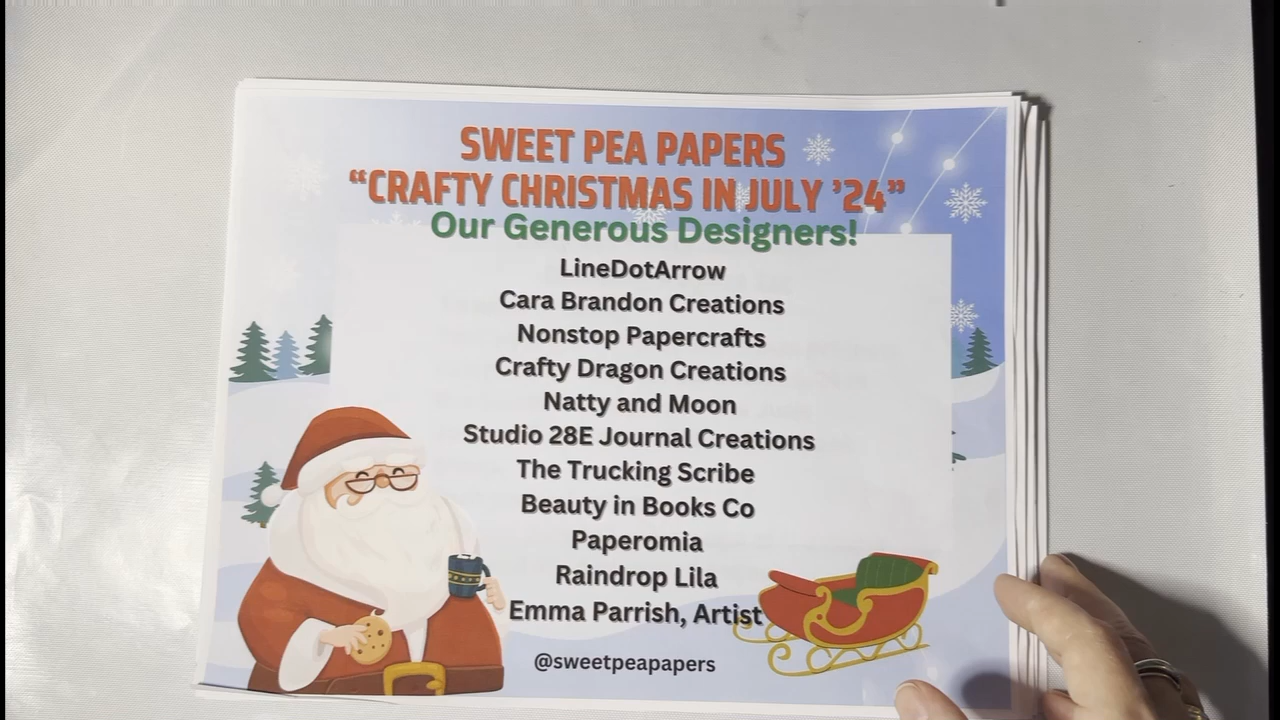 SWEET PEA PAPERS
“CRAFTY CHRISTMAS IN JULY ’24”
Our Generous Designers!
LineDotArrow
Cara Brandon Creations
Nonstop Papercrafts
Crafty Dragon Creations
Natty and Moon
Studio 28E Journal Creations
The Trucking Scribe
Beauty in Books Co
Paperomia
Raindrop Lila
Emma Parrish, Artist
@sweetpeapapers